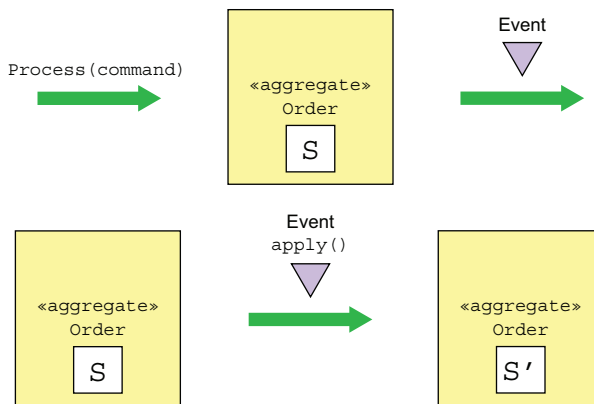 Event
Process(command)
«aggregate»
Order
S
Event
apply()
«aggregate»
Order
S
«aggregate»
Order
S'